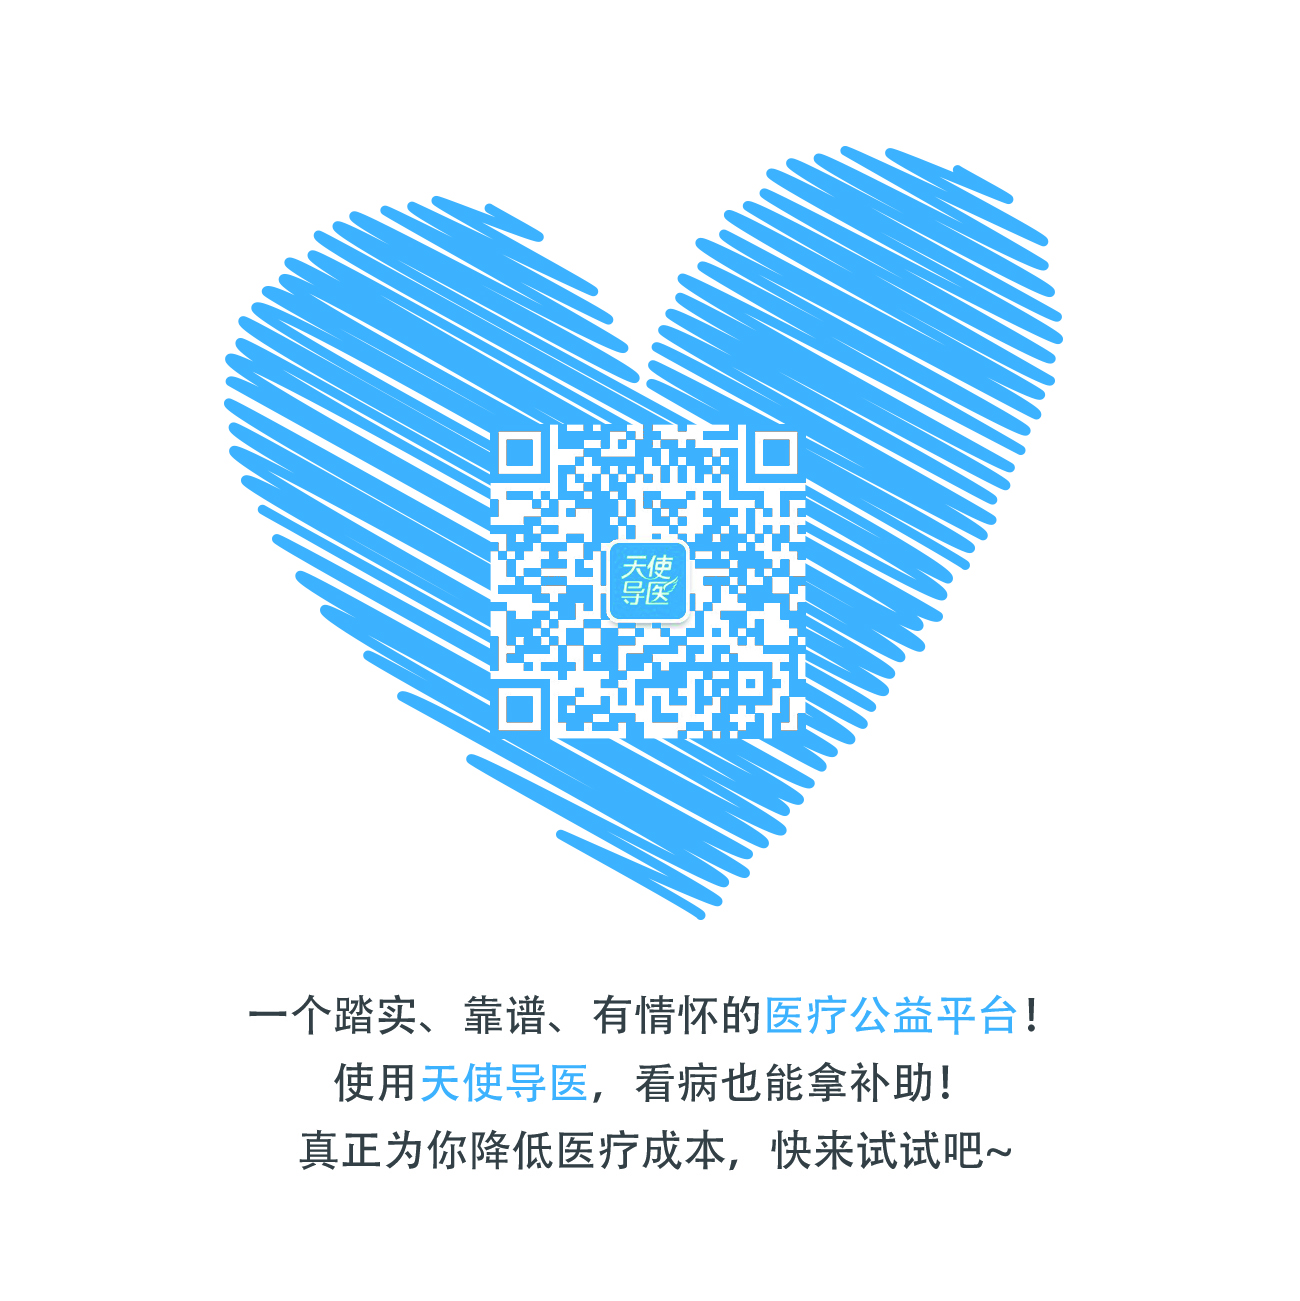 天使
导医
一个踏实、靠谱、有情怀的医疗公益平台！
使用天使导医，看病也能拿补助！
真正为你降低医疗成本，快来试试吧~